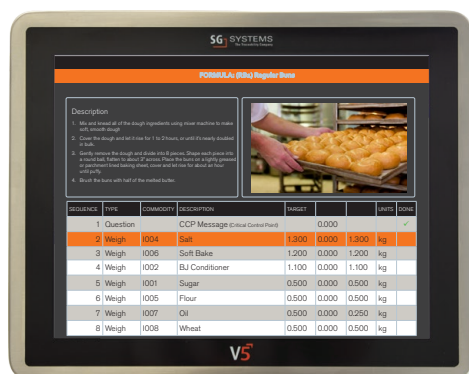 SG SYSTEMS
The Traceability Company
FORMULA: (RBs) Regular Buns
Description
1. Mix and knead all of the dough ingredients using mixer machine to make
soft, smooth dough
2. Cover the dough and let it rise for 1 to 2 hours, or until it's nearly doubled
in bulk.
3. Gently remove the dough and divide into 8 pieces. Shape each piece into
a round ball, flatten to about 3" across. Place the buns on a lightly greased
or parchment lined baking sheet, cover and let rise for about an hour
until puffy.
4. Brush the buns with half of the melted butter.
SEQUENCE TYPE COMMODITY DESCRIPTION TARGET UNITS DONE
1 Question CCP Message (Critical Control Point) 0.000 ✓
2 Weigh I004 Salt 1.300 0.000 1.300 kg
3 Weigh I006 Soft Bake 1.200 0.000 1.200 kg
4 Weigh I002 BJ Conditioner 1.100 0.000 1.100 kg
5 Weigh I001 Sugar 0.500 0.000 0.500 kg
6 Weigh I005 Flour 0.500 0.000 0.500 kg
7 Weigh I007 Oil 0.500 0.000 0.250 kg
8 Weigh I008 Wheat 0.500 0.000 0.500 kg
V5